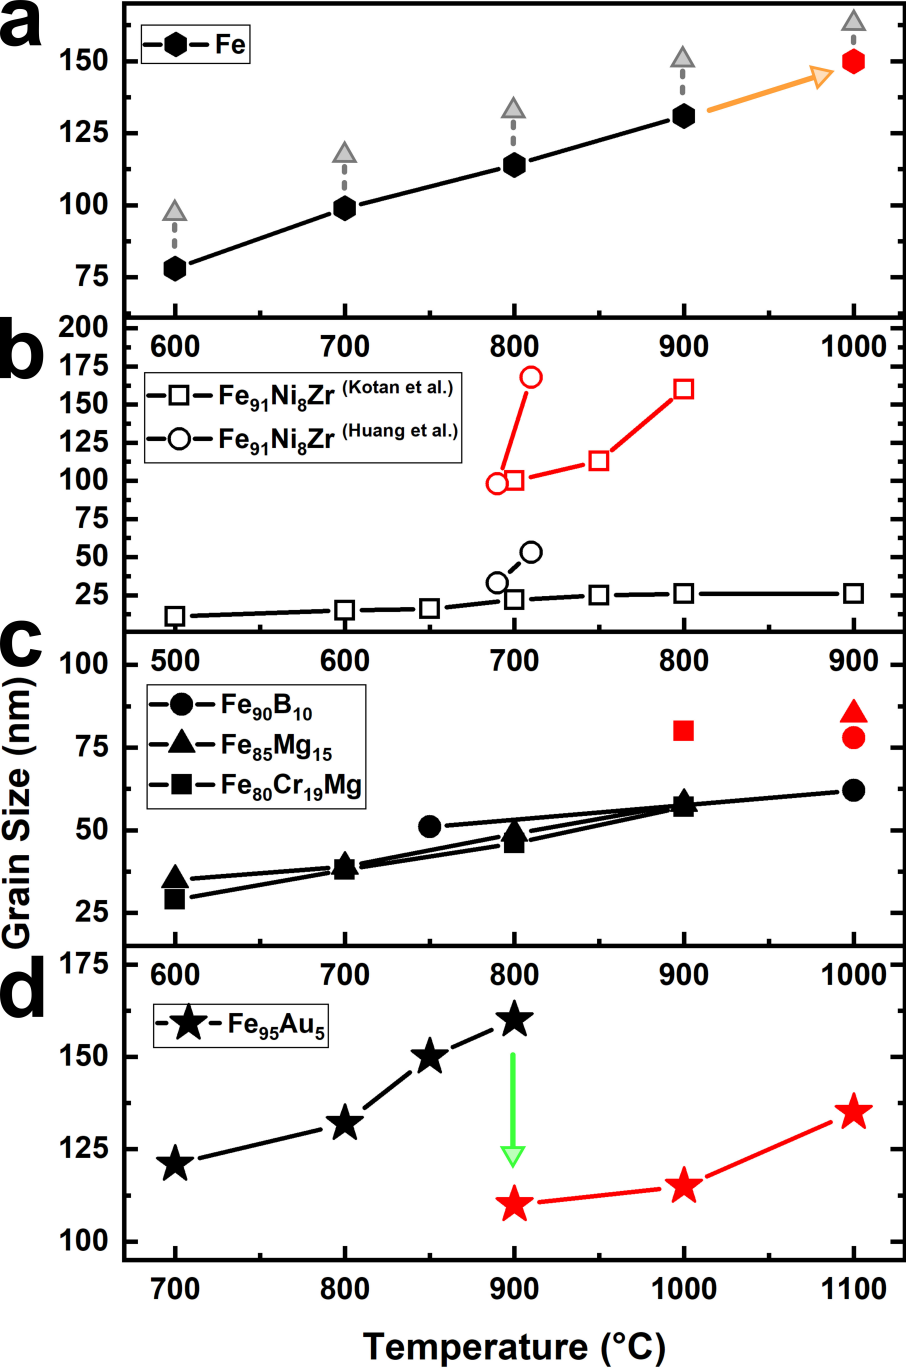 a
Fe
150
125
100
75
600 700 800 900 1000
b
200
175
150
125
100
75
50
25
Fe91Ni8Zr (Kotan et al.)
Fe91Ni8Zr (Huang et al.)
500 600 700 800 900
c
100
75
50
25
Fe90B10
Fe85Mg15
Fe80Cr19Mg
600 700 800 900 1000
Grain Size (nm)
d
175
150
125
100
Fe95Au5
700 800 900 1000 1100
Temperature (°C)